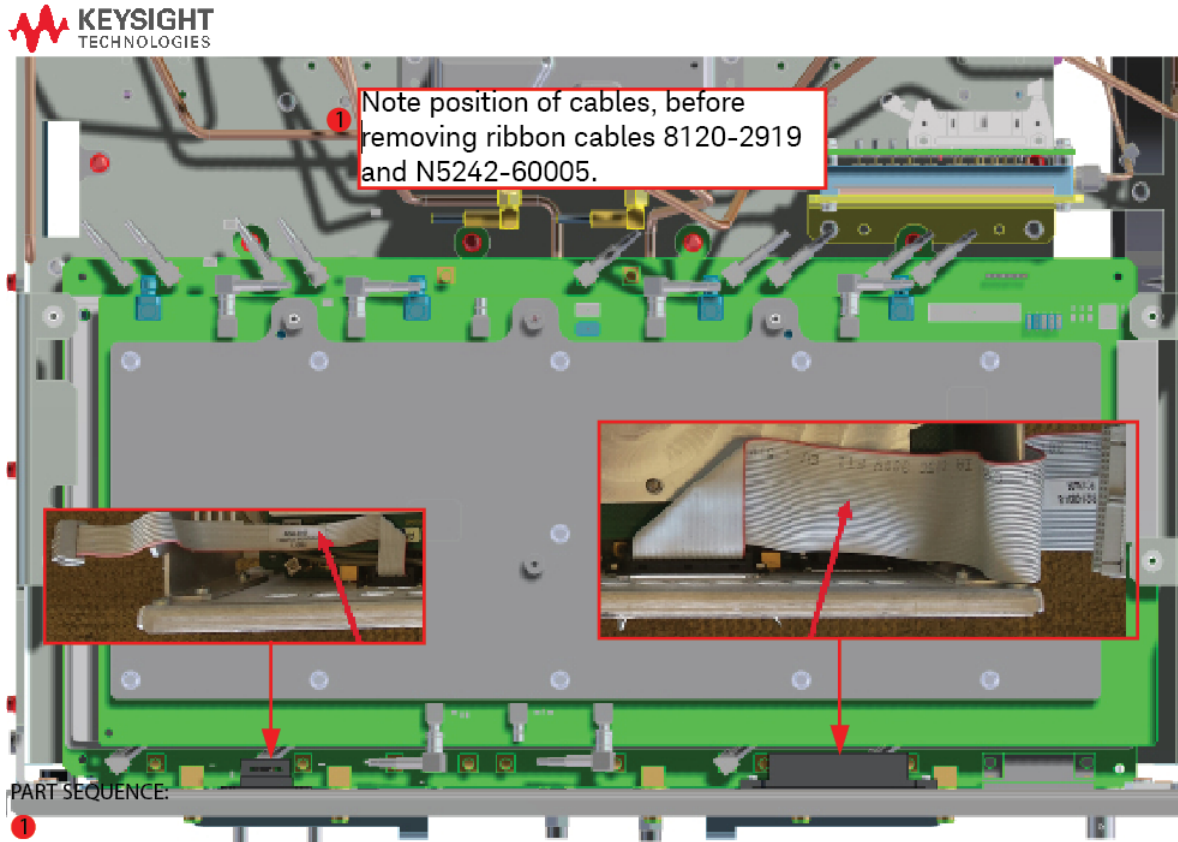 KEYSIGHT
TECHNOLOGIES
1
Note position of cables, before
removing ribbon cables 8120-2919
and N5242-60005.
PART SEQUENCE:
1